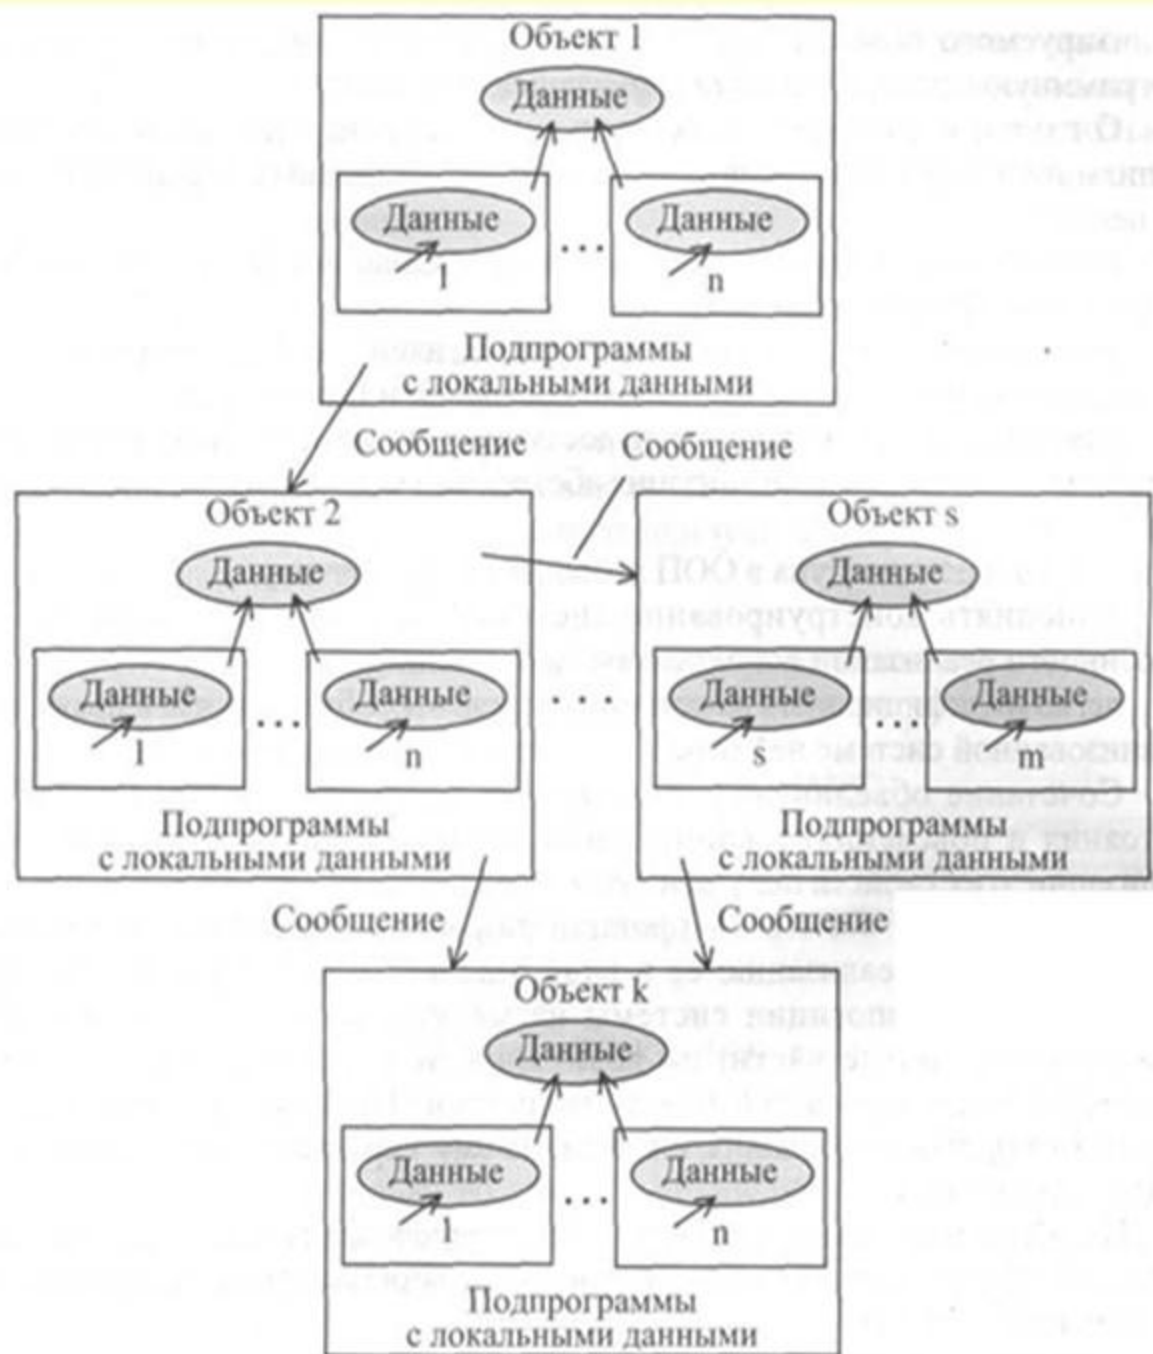 Объект 1
Данные
Данные
Данные
...
1
n
Подпрограммы
с локальными данными
Сообщение
Сообщение
Объект 2
Объект s
Данные
Данные
Данные
Данные
Данные
Данные
...
. . .
...
1
n
s
m
Подпрограммы
с локальными данными
Подпрограммы
с локальными данными
Сообщение
Сообщение
Объект k
Данные
Данные
Данные
...
1
n
Подпрограммы
с локальными данными